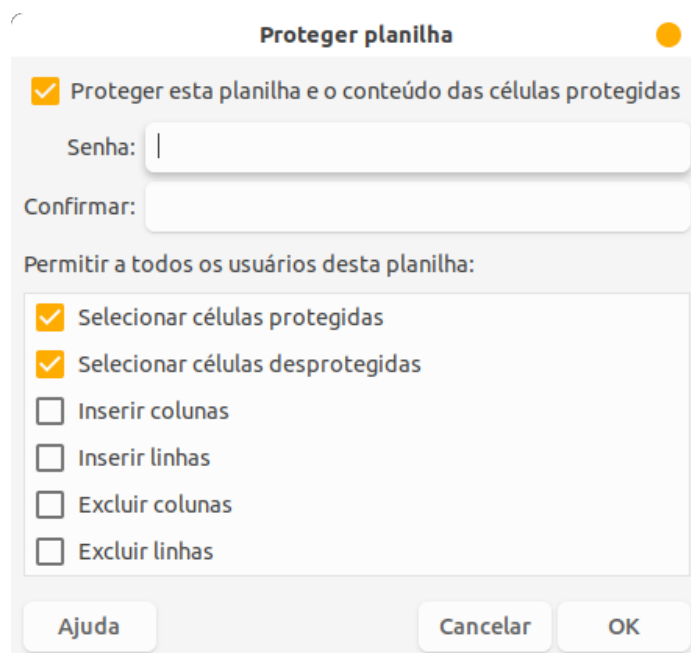 Proteger planilha
Proteger esta planilha e o conteúdo das células protegidas
Senha:
Confirmar:
Permitir a todos os usuários desta planilha:
Selecionar células protegidas
Selecionar células desprotegidas
Inserir colunas
Inserir linhas
Excluir colunas
Excluir linhas
Ajuda Cancelar OK